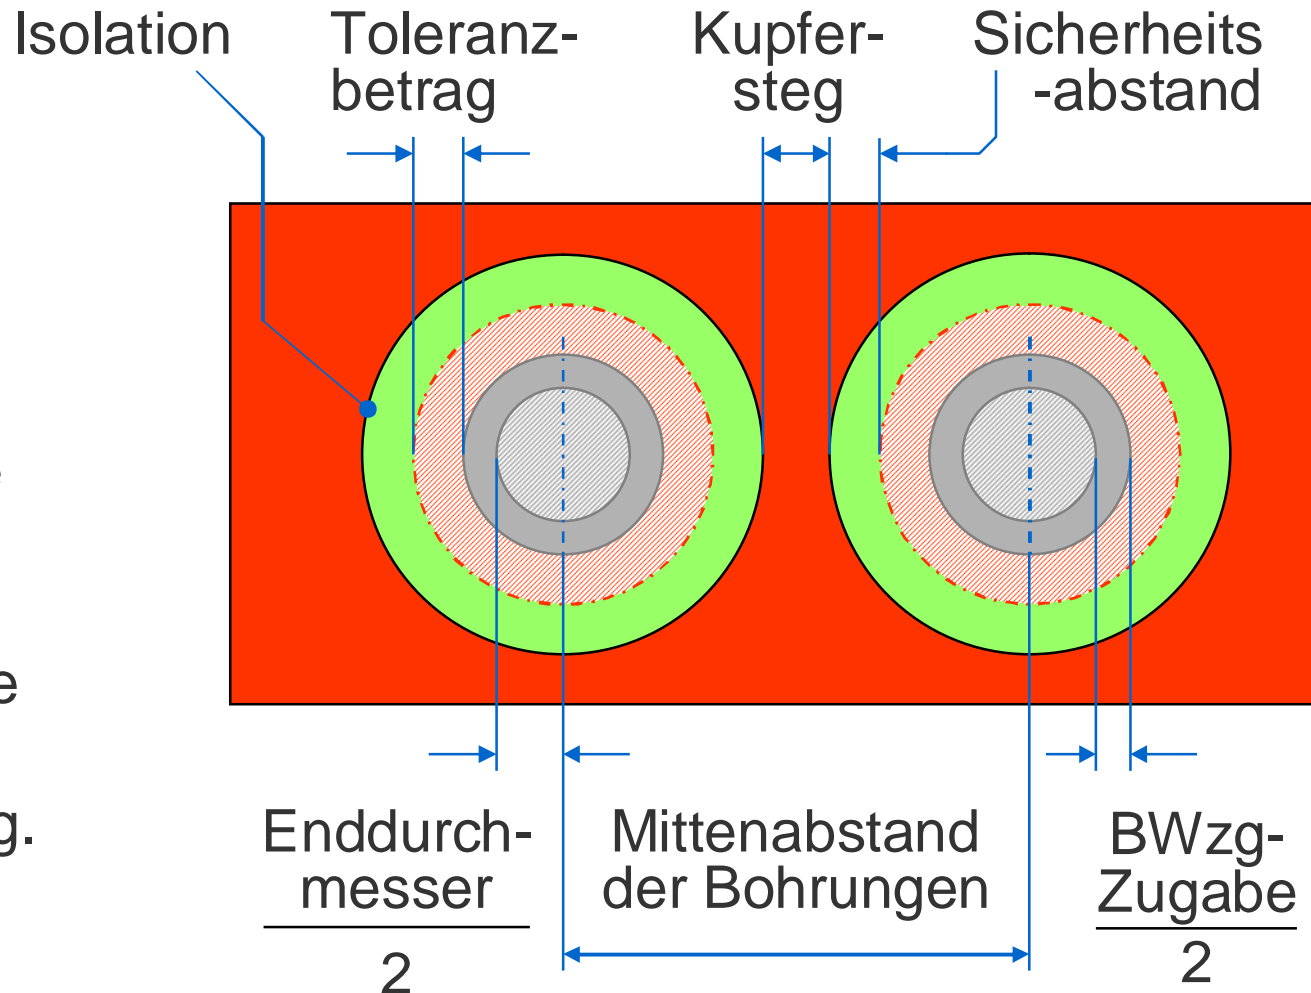 Isolation
Toleranz-
betrag
Kupfer-
steg
Sicherheits
-abstand
e
g.
Enddurch-
messer
2
Mittenabstand
der Bohrungen
BWzg-
Zugabe
2